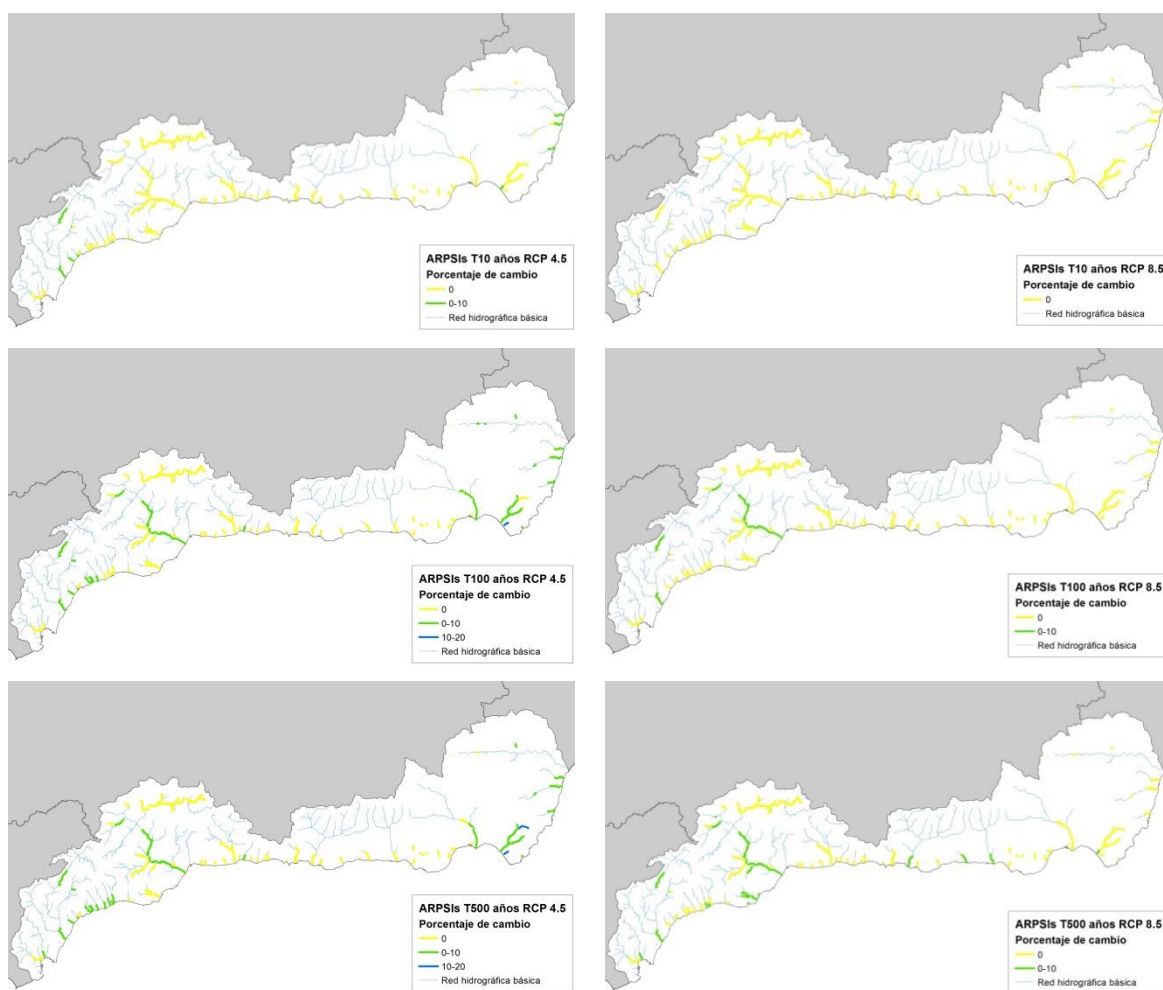 ARPSIs T10 años RCP 4.5
Porcentaje de cambio
0
0-10
Red hidrográfica básica
ARPSIs T10 años RCP 8.5
Porcentaje de cambio
0
Red hidrográfica básica
ARPSIs T100 años RCP 4.5
Porcentaje de cambio
0
0-10
10-20
Red hidrográfica básica
ARPSIs T100 años RCP 8.5
Porcentaje de cambio
0
0-10
Red hidrográfica básica
ARPSIs T500 años RCP 4.5
Porcentaje de cambio
0
0-10
10-20
Red hidrográfica básica
ARPSIs T500 años RCP 8.5
Porcentaje de cambio
0
0-10
Red hidrográfica básica